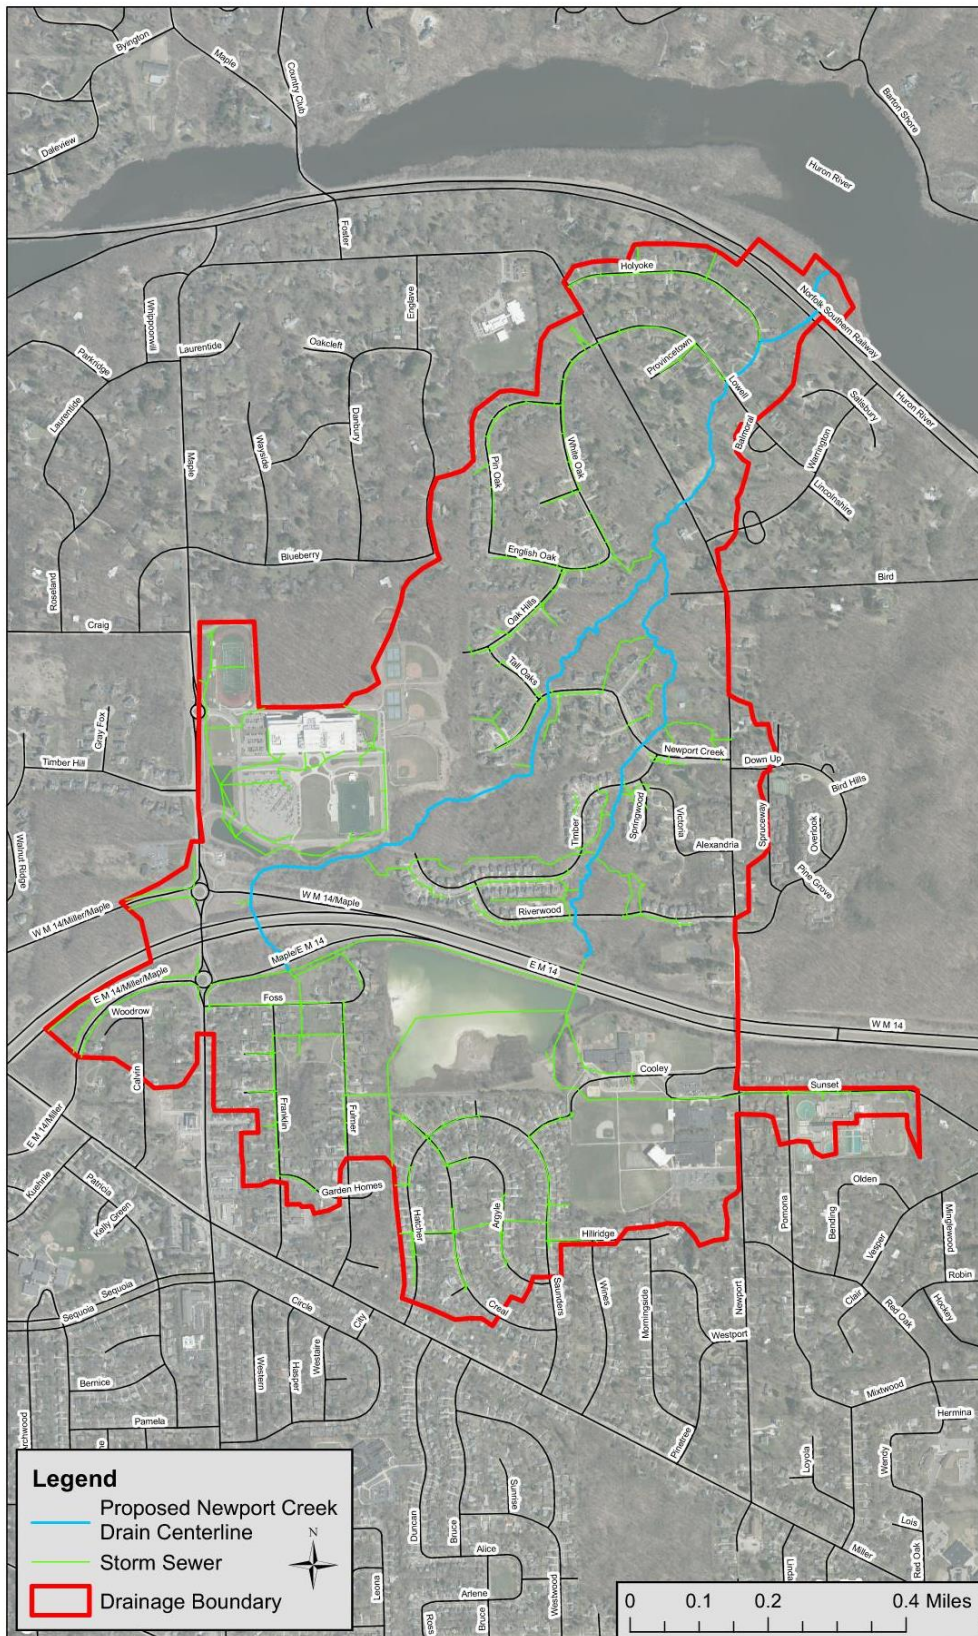 Byington
Maple
Country Club
Barton Shore
Daleview
Huron River
Foster
Holyoke
Norfolk Southern Railway
Whippoorwill
Englave
Laurentide
Oakcleft
Parkridge
Provincetown
Lowell
Salisbury
Huron River
Laurentide
Danbury
Balmoral
Wayside
White Oak
Warrington
Maple
Pin Oak
Lincolnshire
Blueberry
English Oak
Roseland
Bird
Oak Hills
Craig
Tall Oaks
Gray Fox
Newport Creek
Timber Hill
Down Up
Bird Hills
Timber
Springwood
Victoria
Spruceway
Overlook
Walnut Ridge
Alexandria
Pine Grove
W M 14/Maple
W M 14/Miller/Maple
Riverwood
Maple/E M 14
E M 14
E M 14/Miller/Maple
Foss
Woodrow
W M 14
Cooley
Calvin
Sunset
Franklin
Fulmer
E M 14/Miller
Kuehnle
Patricia
Garden Homes
Olden
Kelly Green
Hatcher
Argyle
Pomona
Bending
Vesper
Minglewood
Hillridge
Robin
Sequoia
Sequoia
Circle
City
Creal
Saunders
Wines
Morningside
Newport
Clair
Red Oak
Hockey
Westport
Bernice
Western
Hasper
Westaire
Mixtwood
Archwood
Pamela
Hermina
Pinetree
Loyola
Wendy
Legend
Proposed Newport Creek
Drain Centerline
N
Storm Sewer
Drainage Boundary
Duncan
Bruce
Sunrise
Lois
Alice
Miller
Red Oak
Leona
Arlene
Westwood
Ross
Bruce
0 0.1 0.2 0.4 Miles